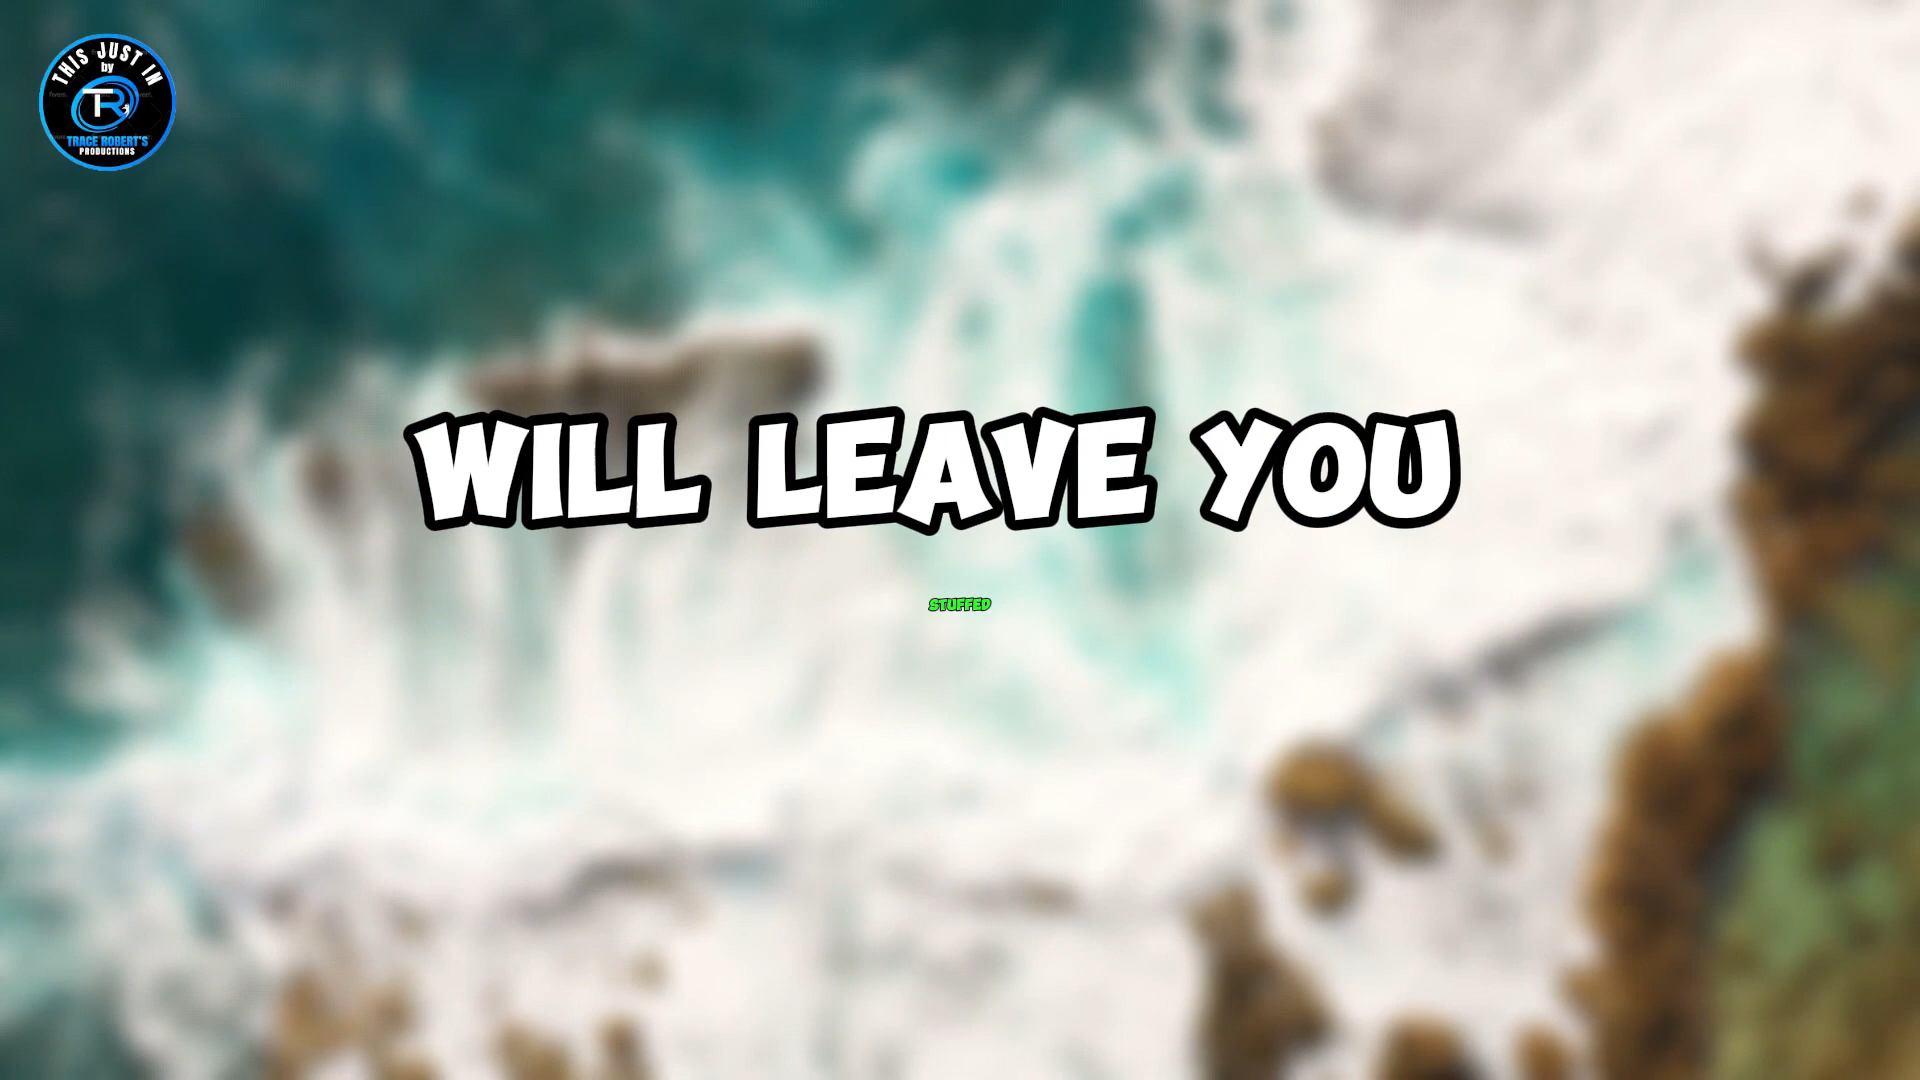 THIS JUST IN
by
TR
TRACE ROBERT'S
PRODUCTIONS
WILL LEAVE YOU
STUFFED